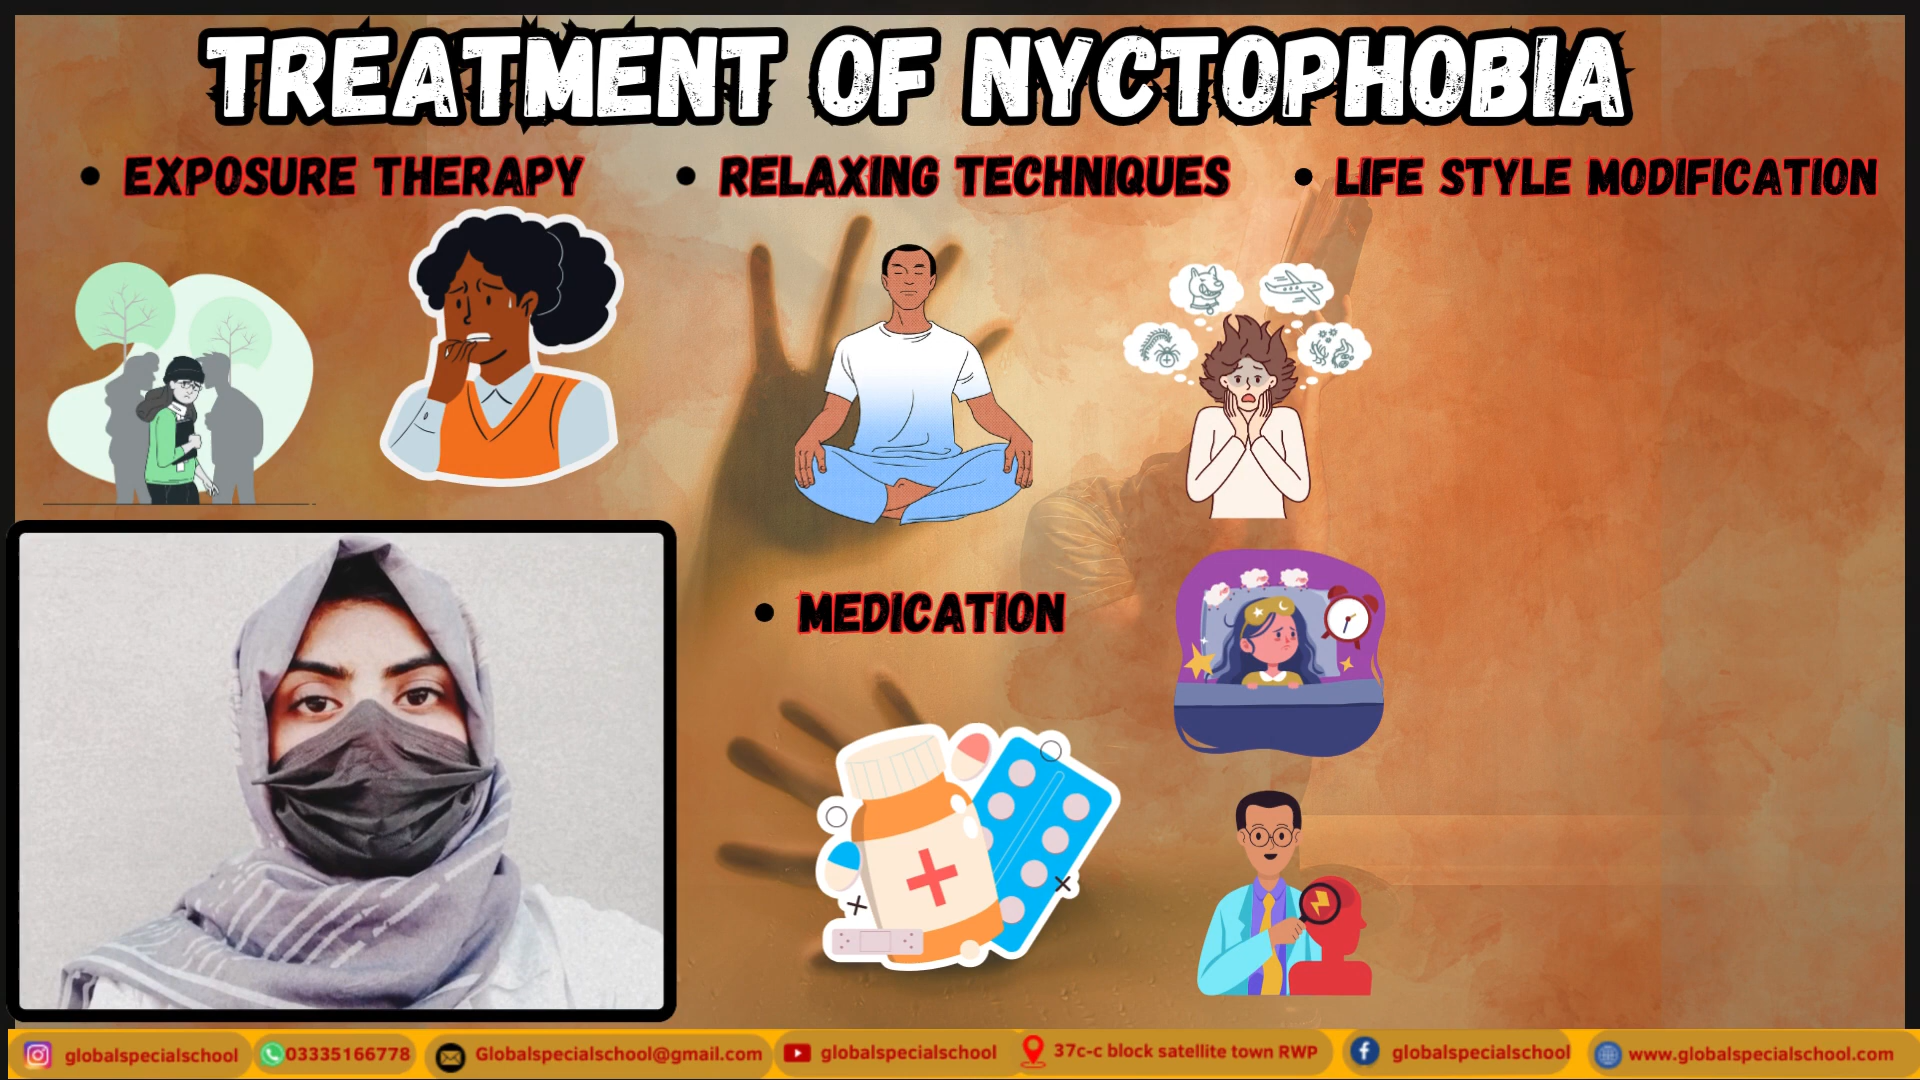 TREATMENT OF NYCTOPHOBIA
• EXPOSURE THERAPY
• RELAXING TECHNIQUES
• LIFE STYLE MODIFICATION
• MEDICATION
globalspecialschool
03335166778
Globalspecialschool@gmail.com
globalspecialschool
37c-c block satellite town RWP
globalspecialschool
www.globalspecialschool.com